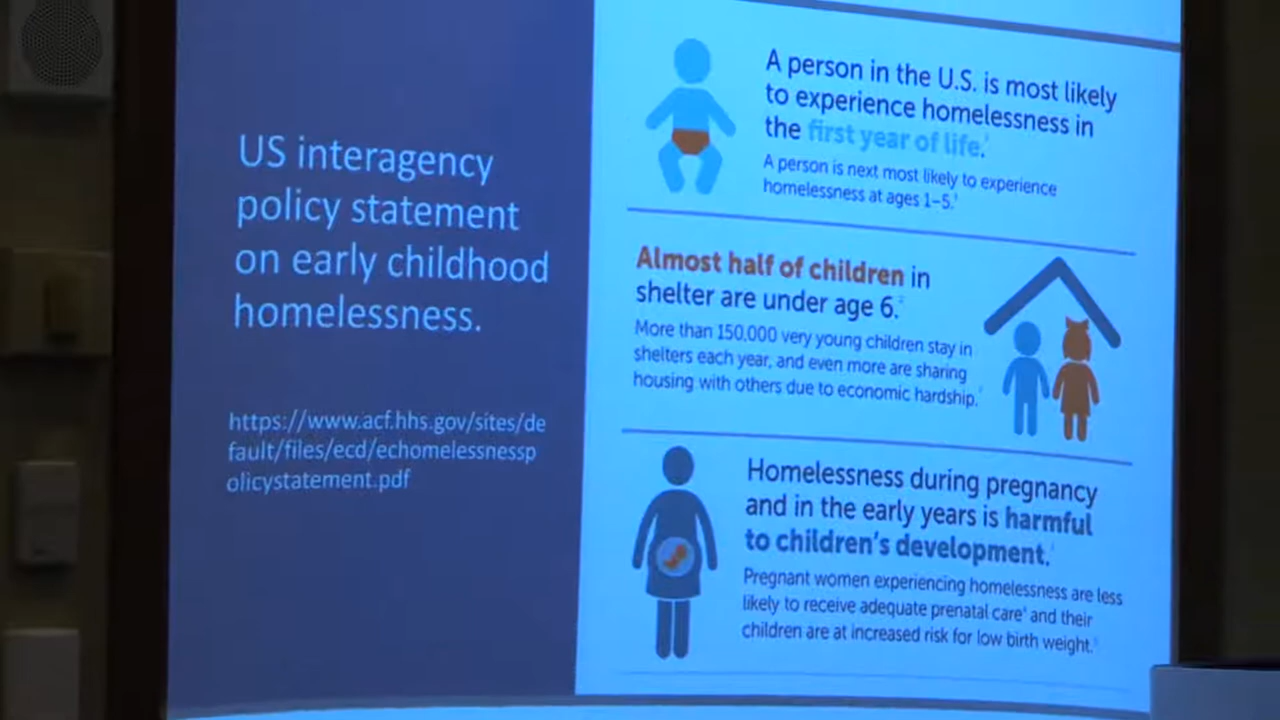 US interagency
policy statement
on early childhood
homelessness.
https://www.acf.hhs.gov/sites/de
fault/files/ecd/echomelessnessp
olicystatement.pdf
A person in the U.S. is most likely
to experience homelessness in
the first year of life.
A person is next most likely to experience
homelessness at ages 1–5.
Almost half of children in
shelter are under age 6.
More than 150,000 very young children stay in
shelters each year, and even more are sharing
housing with others due to economic hardship.
Homelessness during pregnancy
and in the early years is harmful
to children's development.
Pregnant women experiencing homelessness are less
likely to receive adequate prenatal care and their
children are at increased risk for low birth weight.